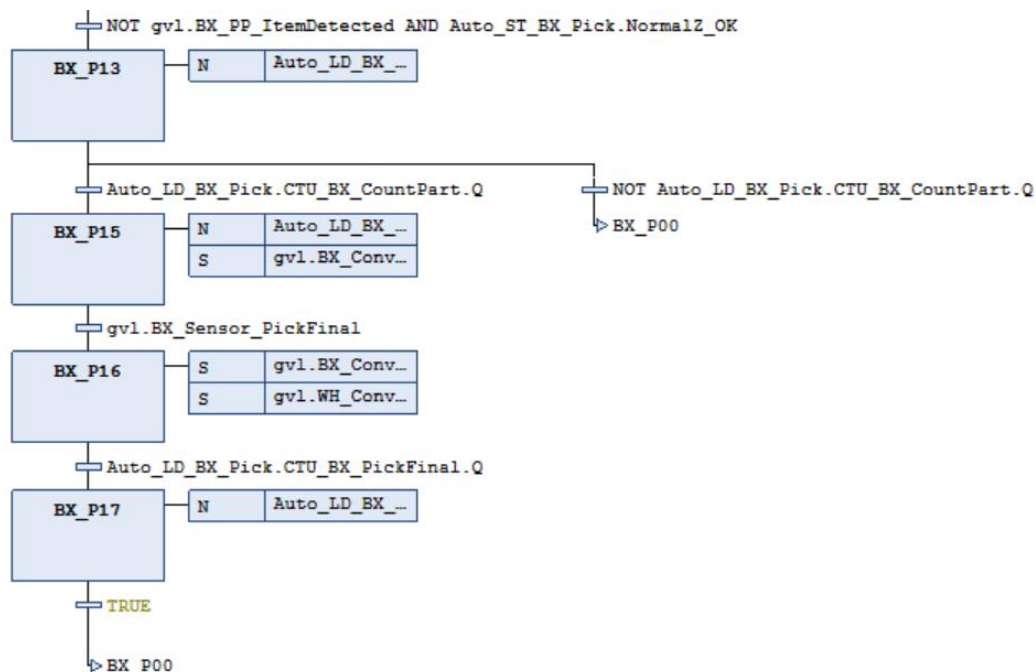 NOT gvl.BX_PP_ItemDetected AND Auto_ST_BX_Pick.NormalZ_OK
BX_P13
N Auto_LD_BX_…
Auto_LD_BX_Pick.CTU_BX_CountPart.Q
NOT Auto_LD_BX_Pick.CTU_BX_CountPart.Q
BX_P15
N Auto_LD_BX_…
BX_P00
S gvl.BX_Conv…
gvl.BX_Sensor_PickFinal
BX_P16
S gvl.BX_Conv…
S gvl.WH_Conv…
Auto_LD_BX_Pick.CTU_BX_PickFinal.Q
BX_P17
N Auto_LD_BX_…
TRUE
BX_P00